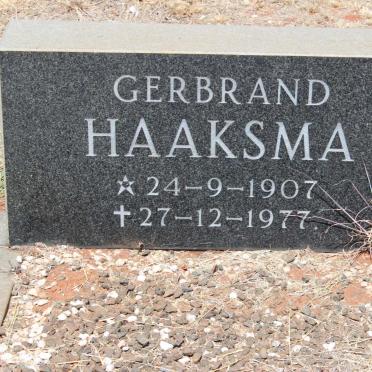 GERBRAND
HAAKSMA
☆ 24-9-1907
✝ 27-12-1977.